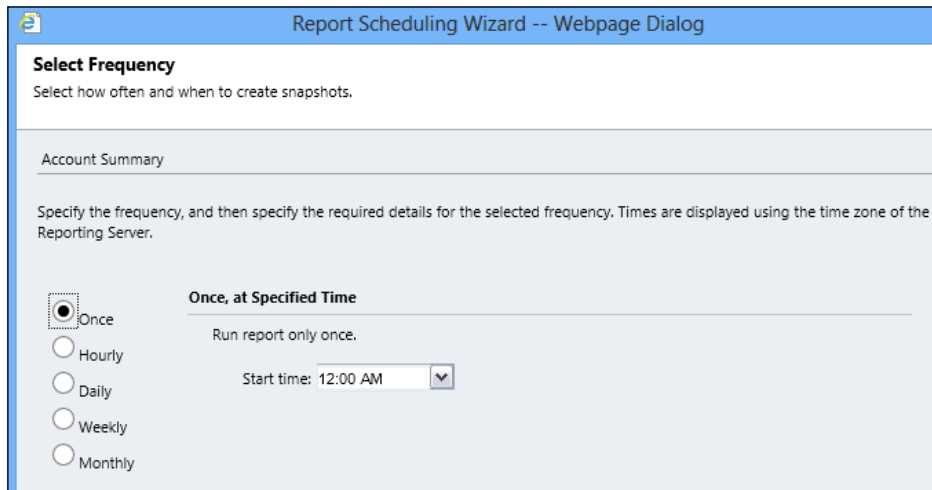 Report Scheduling Wizard -- Webpage Dialog
Select Frequency
Select how often and when to create snapshots.
Account Summary
Specify the frequency, and then specify the required details for the selected frequency. Times are displayed using the time zone of the
Reporting Server.
Once, at Specified Time
Once
Run report only once.
Hourly
Start time: 12:00 AM
Daily
Weekly
Monthly